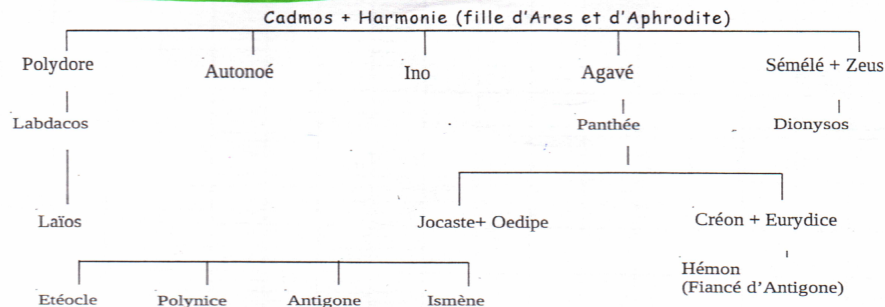 Cadmos + Harmonie (fille d'Ares et d'Aphrodite)
Polydore Autonoé Ino Agavé Sémélé + Zeus
Labdacos Panthée Dionysos
Laïos Jocaste+ Oedipe Créon + Eurydice
Hémon
(Fiancé d'Antigone)
Etéocle Polynice Antigone Ismène